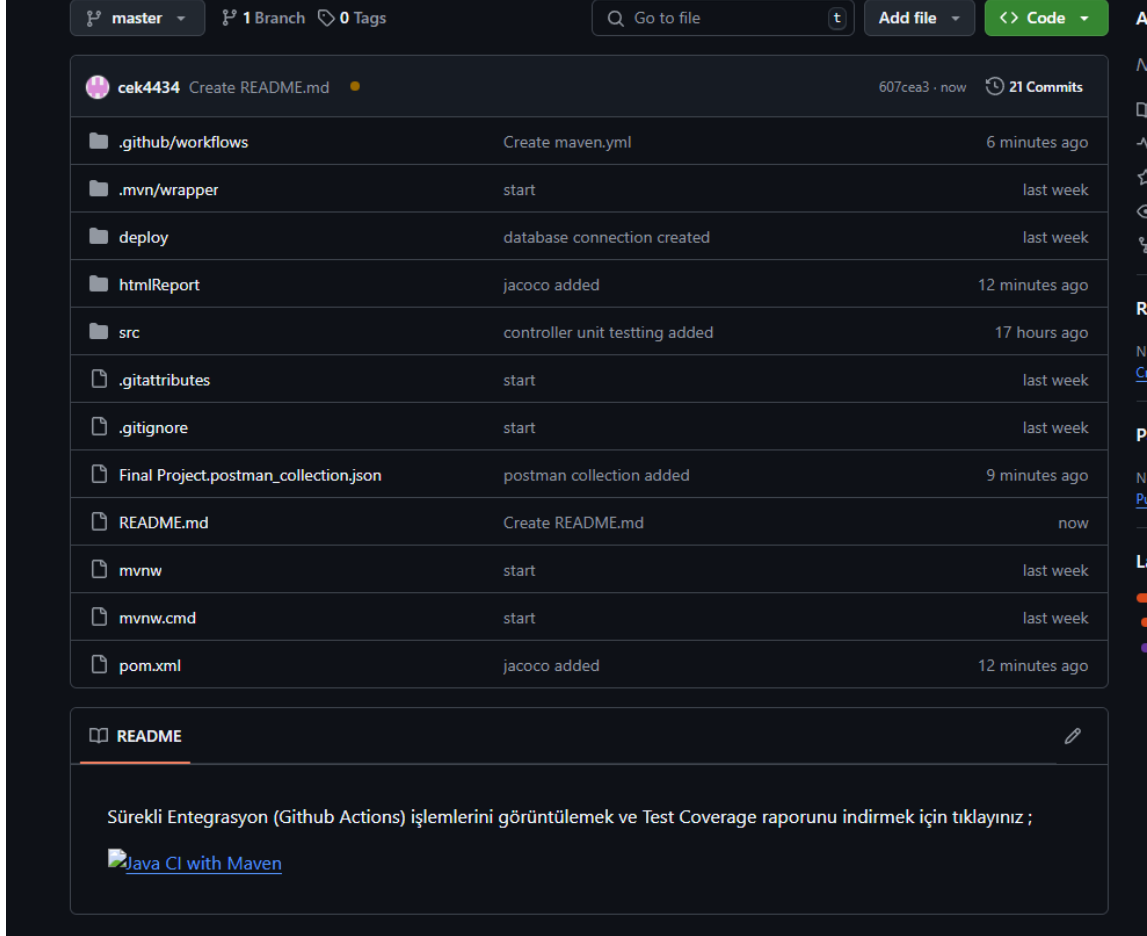 master 1 Branch 0 Tags Go to file t Add file Code
cek4434 Create README.md 607cea3 · now 21 Commits
.github/workflows Create maven.yml 6 minutes ago
.mvn/wrapper start last week
deploy database connection created last week
htmlReport jacoco added 12 minutes ago
src controller unit testting added 17 hours ago
.gitattributes start last week
.gitignore start last week
Final Project.postman_collection.json postman collection added 9 minutes ago
README.md Create README.md now
mvnw start last week
mvnw.cmd start last week
pom.xml jacoco added 12 minutes ago
README
Sürekli Entegrasyon (Github Actions) işlemlerini görüntülemek ve Test Coverage raporunu indirmek için tıklayınız ;
Java CI with Maven